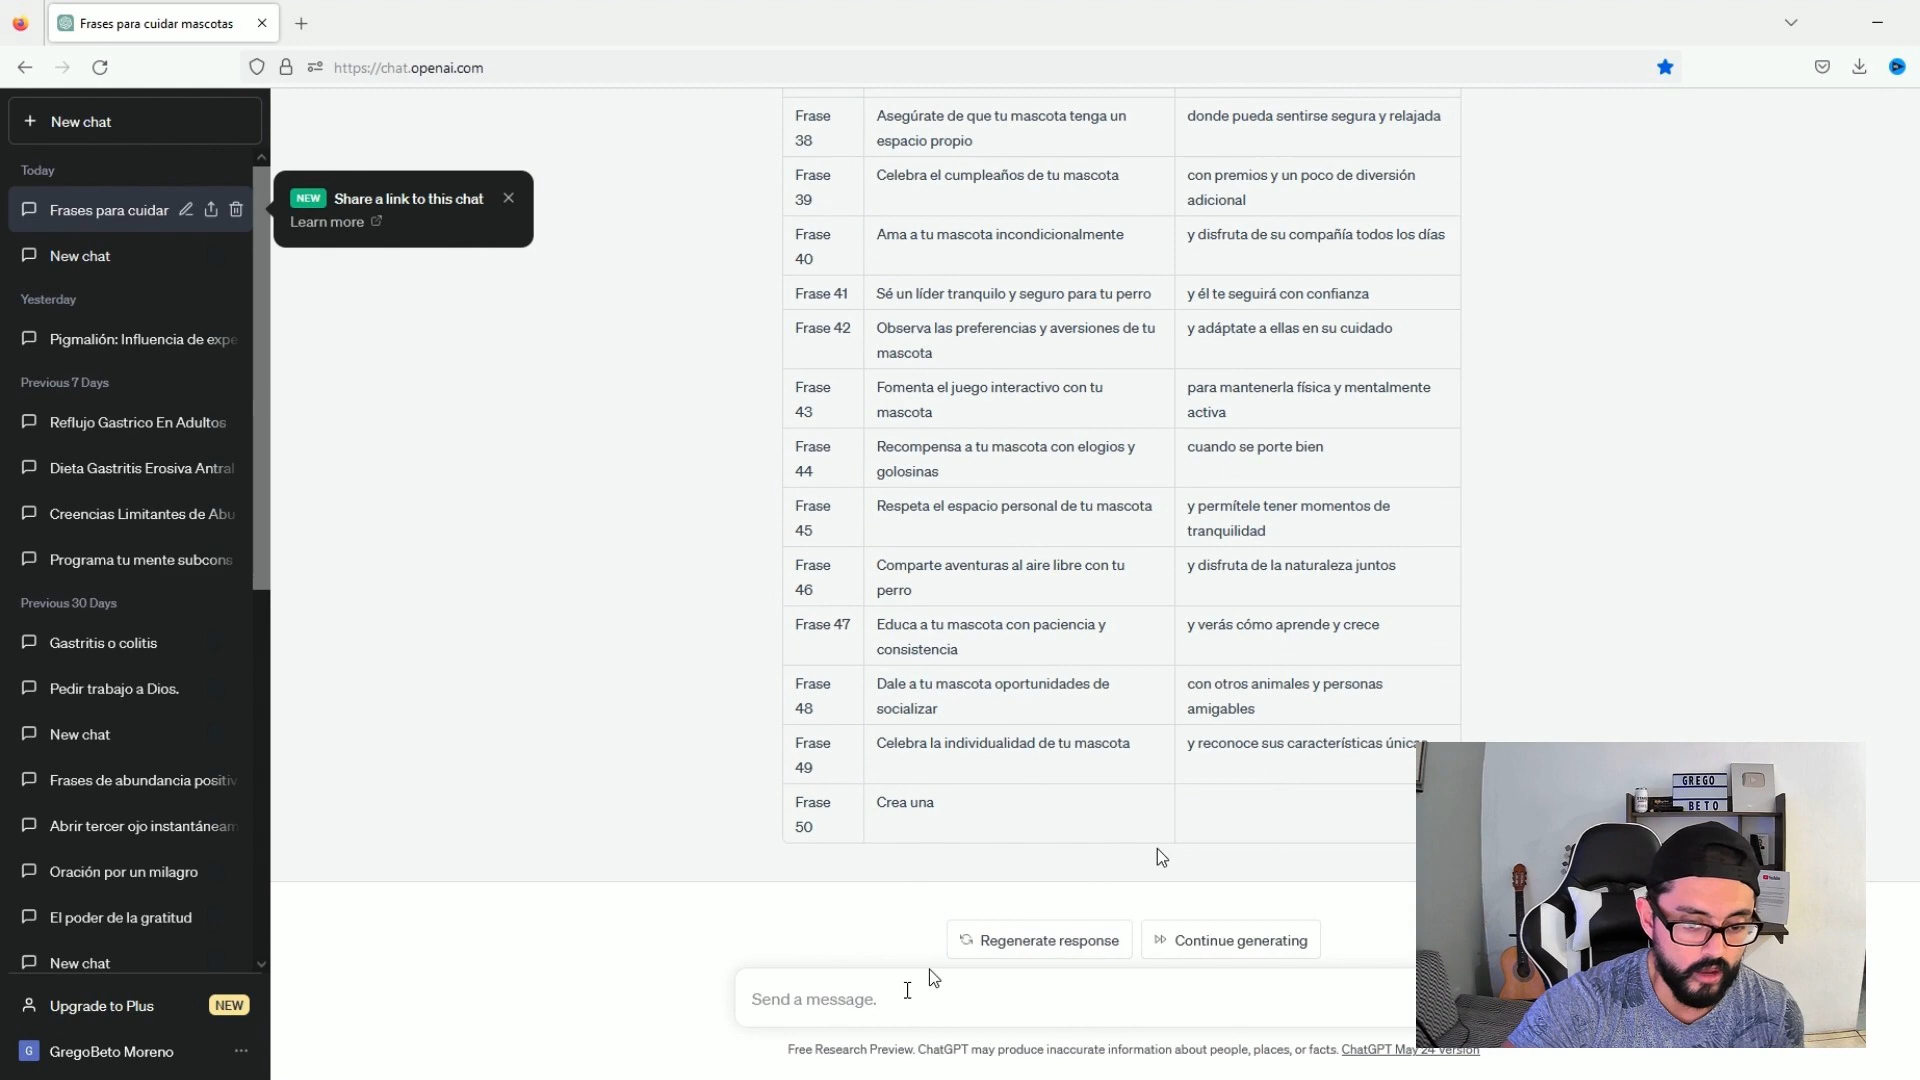 Frases para cuidar mascotas
https://chat.openai.com
New chat
Today
Frases para cuidar
New chat
Yesterday
Pigmalión: Influencia de expe
Previous 7 Days
Reflujo Gastrico En Adultos
Dieta Gastritis Erosiva Antral
Creencias Limitantes de Abu
Programa tu mente subcons
Previous 30 Days
Gastritis o colitis
Pedir trabajo a Dios.
New chat
Frases de abundancia positiv
Abrir tercer ojo instantáneam
Oración por un milagro
El poder de la gratitud
New chat
Upgrade to Plus NEW
G GregoBeto Moreno
NEW Share a link to this chat
Learn more
Frase 38 Asegúrate de que tu mascota tenga un espacio propio donde pueda sentirse segura y relajada
Frase 39 Celebra el cumpleaños de tu mascota con premios y un poco de diversión adicional
Frase 40 Ama a tu mascota incondicionalmente y disfruta de su compañía todos los días
Frase 41 Sé un líder tranquilo y seguro para tu perro y él te seguirá con confianza
Frase 42 Observa las preferencias y aversiones de tu mascota y adáptate a ellas en su cuidado
Frase 43 Fomenta el juego interactivo con tu mascota para mantenerla física y mentalmente activa
Frase 44 Recompensa a tu mascota con elogios y golosinas cuando se porte bien
Frase 45 Respeta el espacio personal de tu mascota y permítele tener momentos de tranquilidad
Frase 46 Comparte aventuras al aire libre con tu perro y disfruta de la naturaleza juntos
Frase 47 Educa a tu mascota con paciencia y consistencia y verás cómo aprende y crece
Frase 48 Dale a tu mascota oportunidades de socializar con otros animales y personas amigables
Frase 49 Celebra la individualidad de tu mascota y reconoce sus características únicas
Frase 50 Crea una
Regenerate response
Continue generating
Send a message.
Free Research Preview. ChatGPT may produce inaccurate information about people, places, or facts. ChatGPT May 24 Version
GREGO
BETO
YouTube